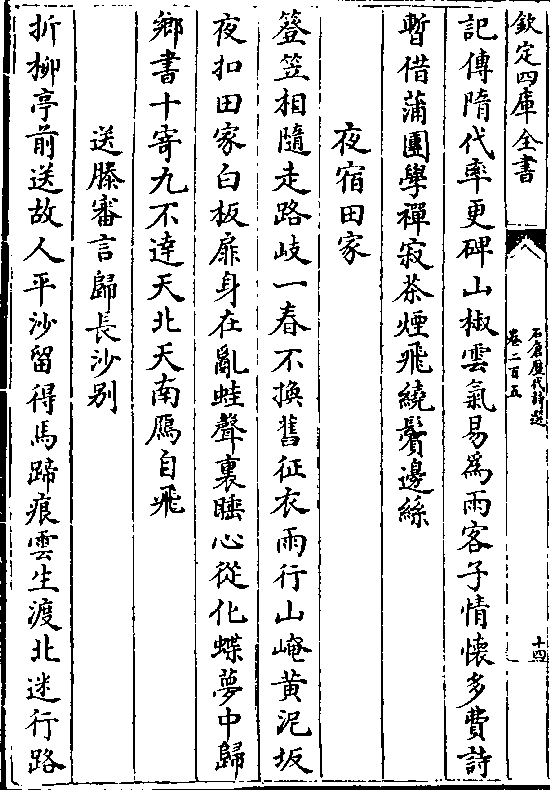 欽定四庫全書
石倉歷代詩選
卷二百五
十四
記傳隋代率更碑山椒雲氣易為雨客子情懷多費詩
暫借蒲團學禪寂茶煙飛繞鬢邊絲
夜宿田家
簦笠相隨走路岐一春不換舊征衣雨行山崦黄泥坂
夜扣田家白板扉身在亂蛙聲裏睡心從化蝶夢中歸
鄉書十寄九不達天北天南鴈自飛
送滕審言歸長沙別
折柳亭前送故人平沙留得馬蹄痕雲生渡北迷行路